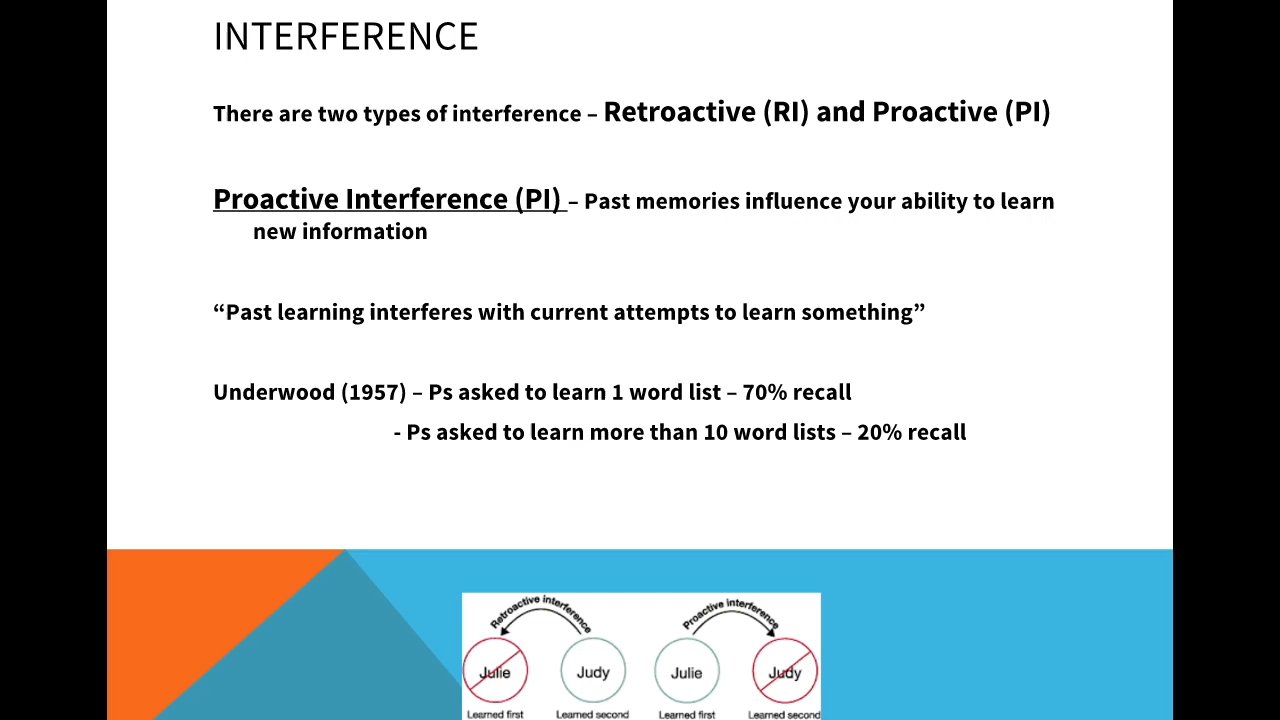 INTERFERENCE
There are two types of interference – Retroactive (RI) and Proactive (PI)
Proactive Interference (PI) – Past memories influence your ability to learn
new information
“Past learning interferes with current attempts to learn something”
Underwood (1957) – Ps asked to learn 1 word list – 70% recall
- Ps asked to learn more than 10 word lists – 20% recall
Retroactive interference
Proactive interference
Julie
Judy
Julie
Judy
Learned first
Learned second
Learned first
Learned second